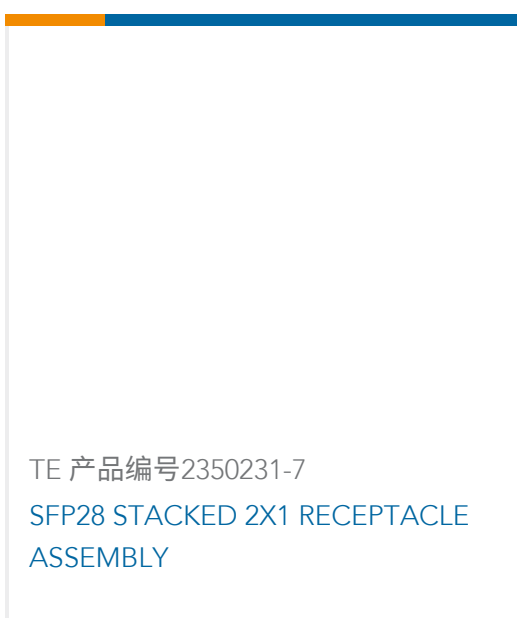 TE 产品编号2350231-7
SFP28 STACKED 2X1 RECEPTACLE
ASSEMBLY